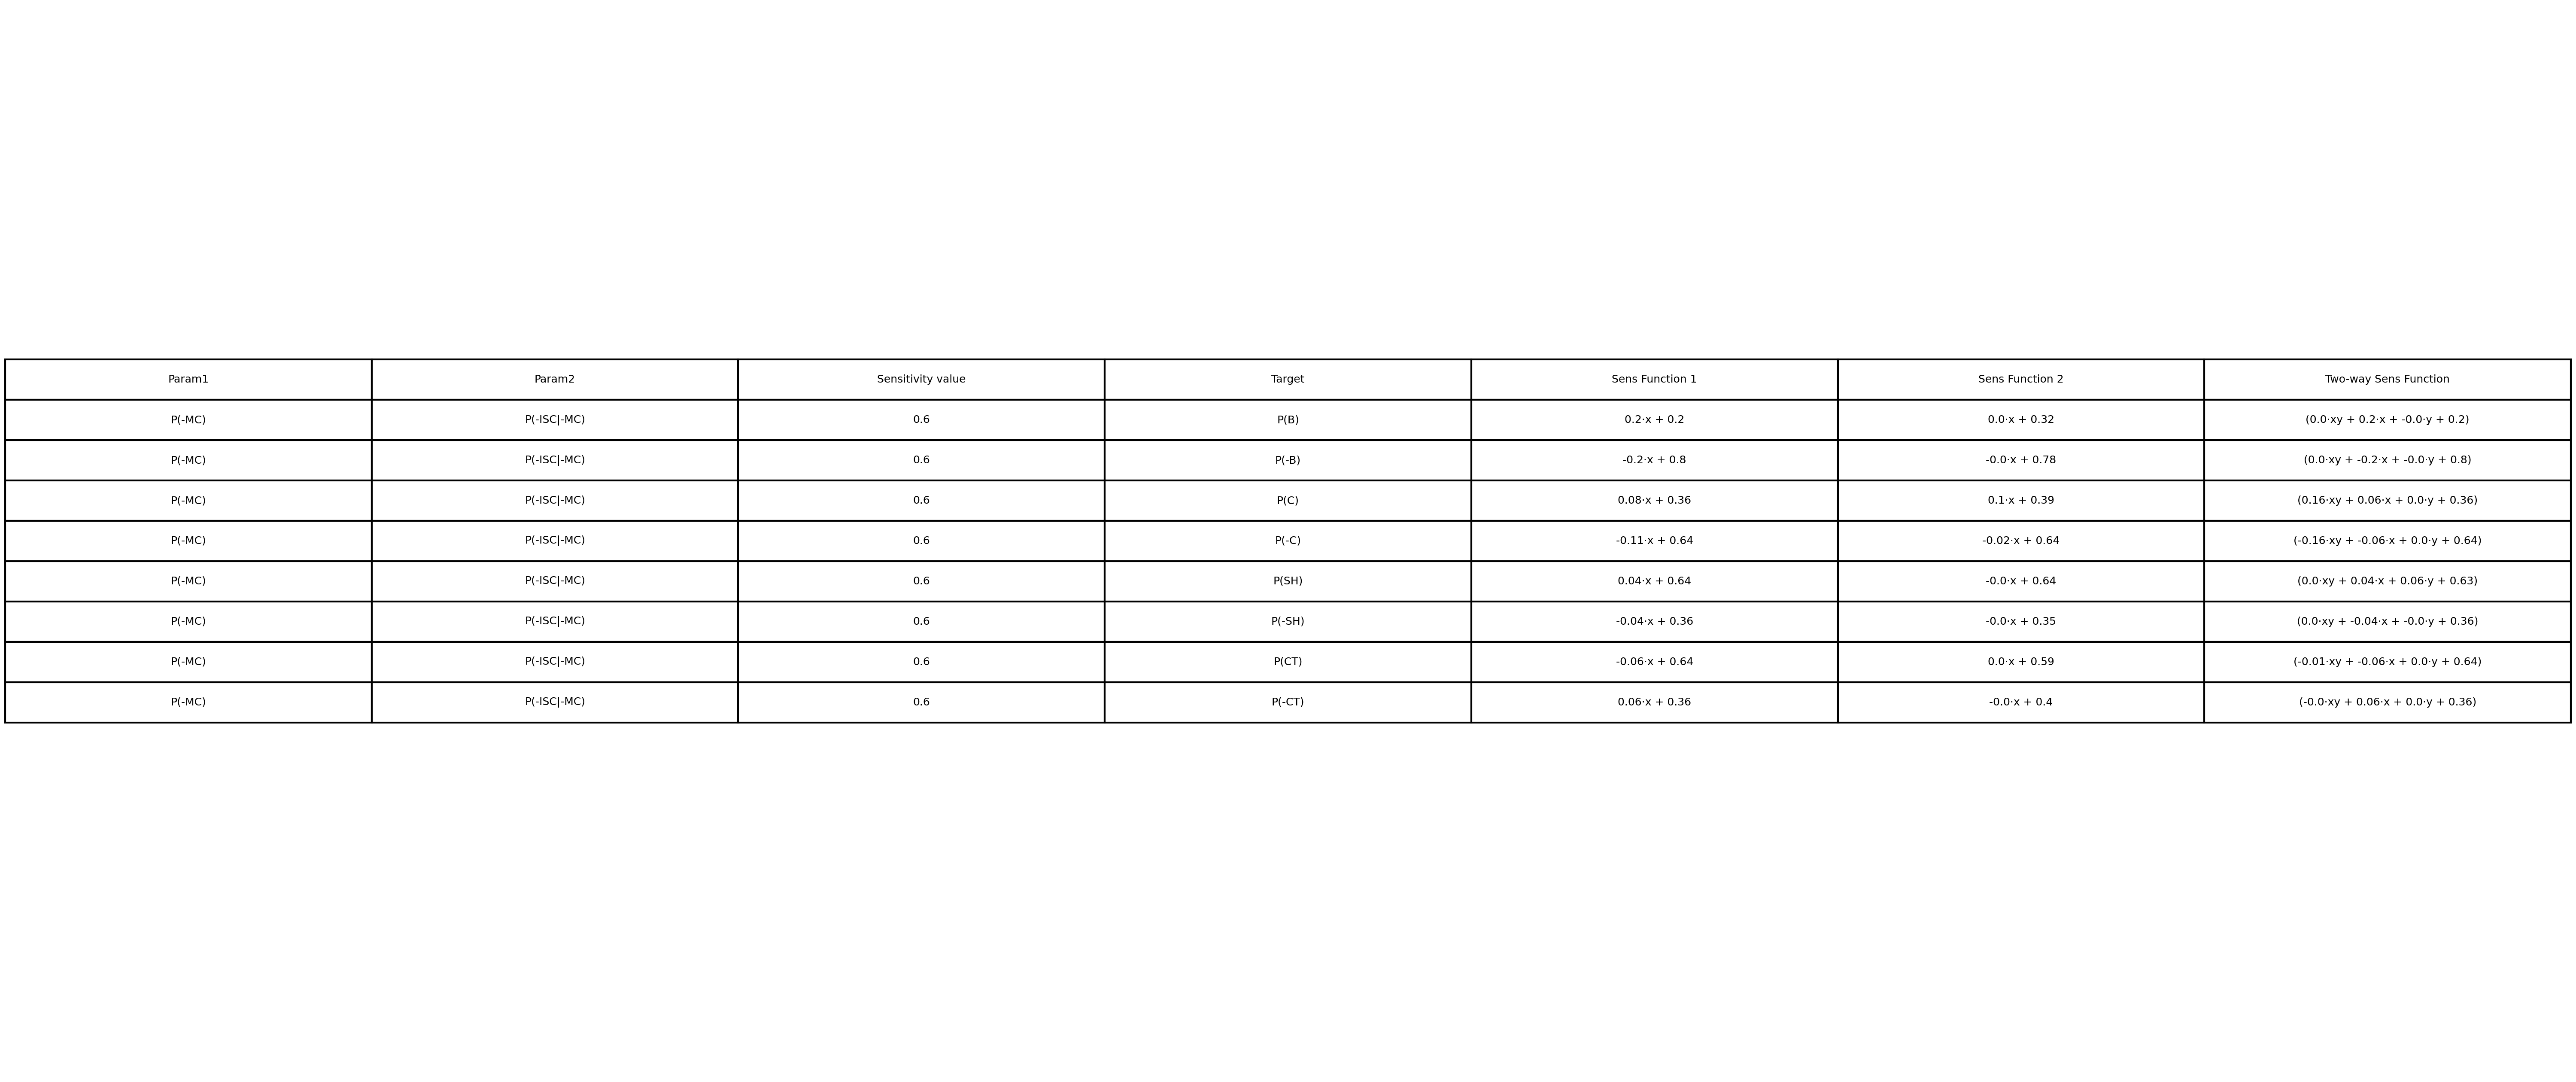 Param1 Param2 Sensitivity value Target Sens Function 1 Sens Function 2 Two-way Sens Function
P(-MC) P(-ISC|-MC) 0.6 P(B) 0.2·x + 0.2 0.0·x + 0.32 (0.0·xy + 0.2·x + -0.0·y + 0.2)
P(-MC) P(-ISC|-MC) 0.6 P(-B) -0.2·x + 0.8 -0.0·x + 0.78 (0.0·xy + -0.2·x + -0.0·y + 0.8)
P(-MC) P(-ISC|-MC) 0.6 P(C) 0.08·x + 0.36 0.1·x + 0.39 (0.16·xy + 0.06·x + 0.0·y + 0.36)
P(-MC) P(-ISC|-MC) 0.6 P(-C) -0.11·x + 0.64 -0.02·x + 0.64 (-0.16·xy + -0.06·x + 0.0·y + 0.64)
P(-MC) P(-ISC|-MC) 0.6 P(SH) 0.04·x + 0.64 -0.0·x + 0.64 (0.0·xy + 0.04·x + 0.06·y + 0.63)
P(-MC) P(-ISC|-MC) 0.6 P(-SH) -0.04·x + 0.36 -0.0·x + 0.35 (0.0·xy + -0.04·x + -0.0·y + 0.36)
P(-MC) P(-ISC|-MC) 0.6 P(CT) -0.06·x + 0.64 0.0·x + 0.59 (-0.01·xy + -0.06·x + 0.0·y + 0.64)
P(-MC) P(-ISC|-MC) 0.6 P(-CT) 0.06·x + 0.36 -0.0·x + 0.4 (-0.0·xy + 0.06·x + 0.0·y + 0.36)